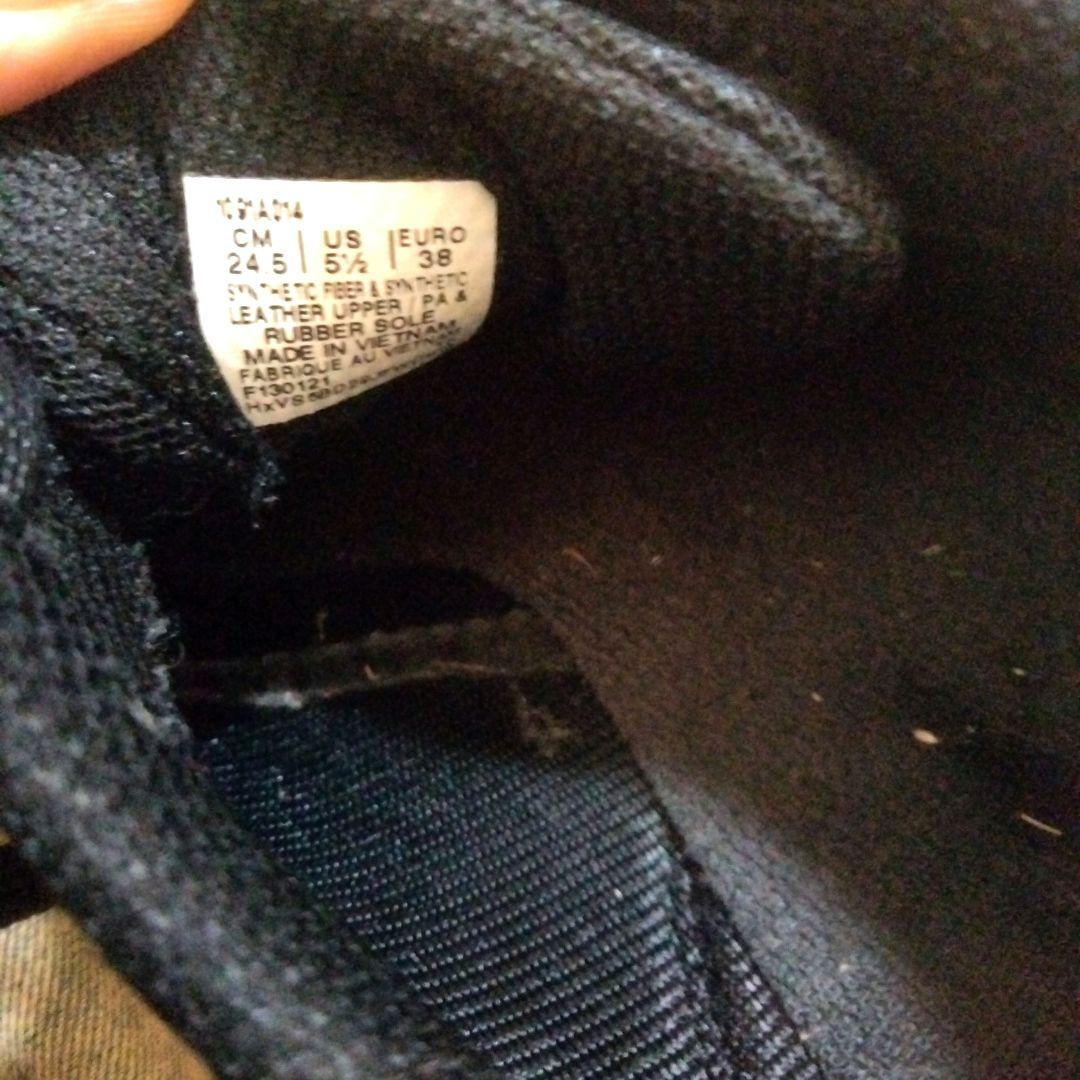 CM | US | EURO
24.5 | 5½ | 38
SYNTHETIC FIBER & SYNTHETIC
LEATHER UPPER / PA &
RUBBER SOLE
MADE IN VIETNAM
FABRIQUE AU VIETNAM
F130121